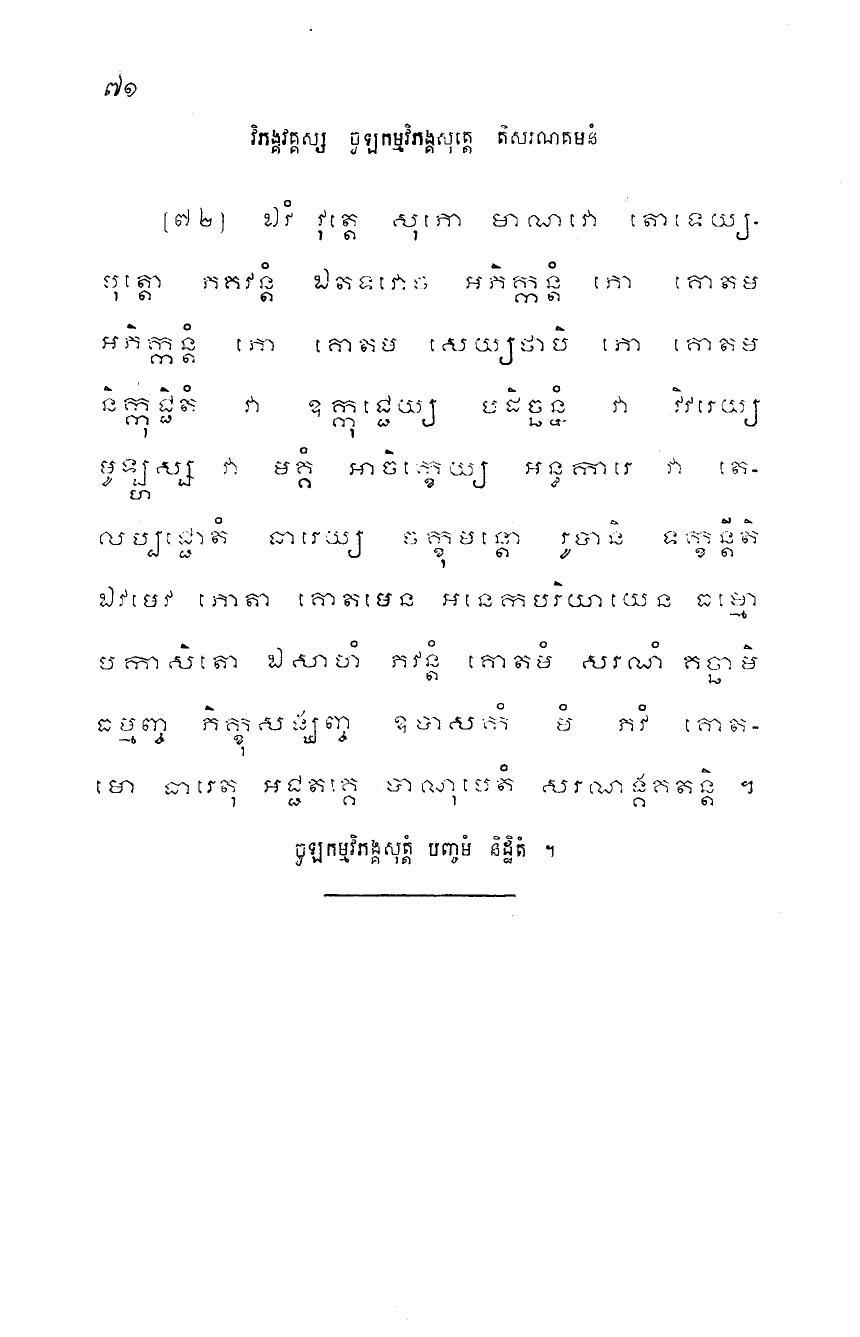 ៧១
វិភង្គវគ្គស្ស ចូឡកម្មវិភង្គសុត្តេ តិសរណគមនំ
[៧២] ឯវំ វុត្តេ សុភោ មាណវោ តោទេយ្យ-
បុត្តោ ភគវន្តំ ឯតទវោច អភិក្កន្តំ ភោ គោតម
អភិក្កន្តំ ភោ គោតម សេយ្យថាបិ ភោ គោតម
និក្កុជ្ជិតំ វា ឧក្កុជ្ជេយ្យ បដិច្ឆន្នំ វា វិវរេយ្យ
មូឡ្ហស្ស វា មគ្គំ អាចិក្ខេយ្យ អន្ធការេ វា តេ-
លប្បជ្ជោតំ ធារេយ្យ ចក្ខុមន្តោ រូបានិ ទក្ខន្តីតិ
ឯវមេវ ភោតា គោតមេន អនេកបរិយាយេន ធម្មោ
បកាសិតោ ឯសាហំ ភវន្តំ គោតមំ សរណំ គច្ឆាមិ
ធម្មញ្ច ភិក្ខុសង្ឃញ្ច ឧបាសកំ មំ ភវំ គោត-
មោ ធារេតុ អជ្ជតគ្គេ បាណុបេតំ សរណង្គតន្តិ ។
ចូឡកម្មវិភង្គសុត្តំ បញ្ចមំ និដ្ឋិតំ ។